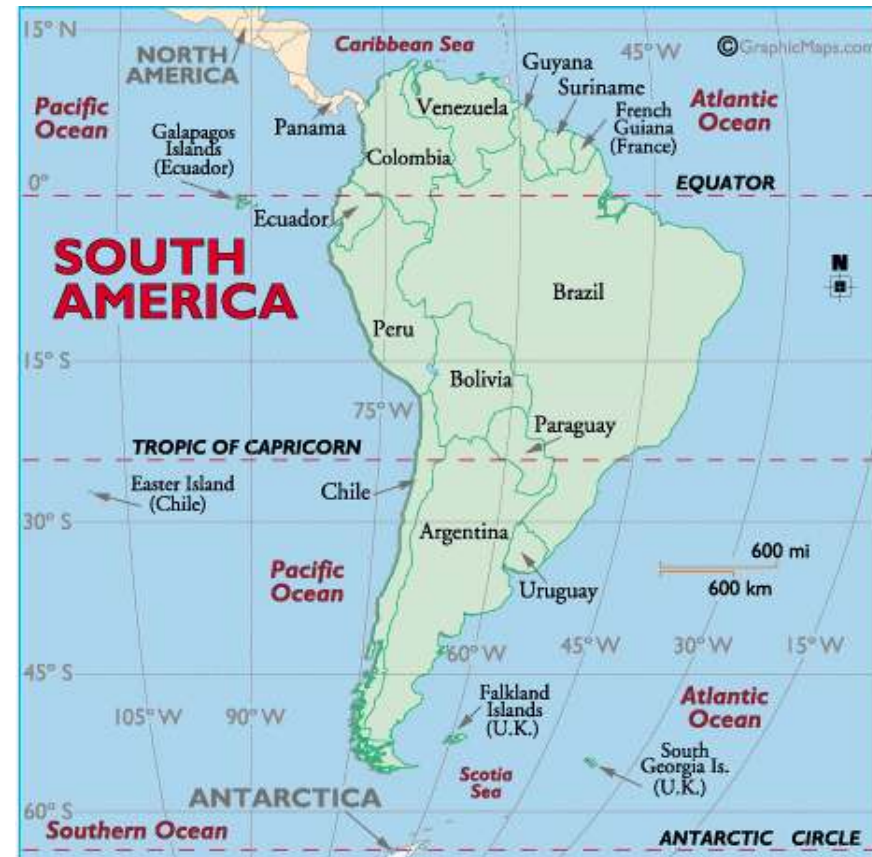 15° N
NORTH
AMERICA
Caribbean Sea
45° W
© GraphicMaps.com
Guyana
Suriname
French
Guiana
(France)
Pacific
Ocean
Atlantic
Ocean
Venezuela
Panama
Galapagos
Islands
(Ecuador)
Colombia
0°
EQUATOR
Ecuador
SOUTH
AMERICA
N
Brazil
Peru
15° S
Bolivia
75° W
Paraguay
TROPIC OF CAPRICORN
Easter Island
(Chile)
Chile
30° S
Argentina
600 mi
600 km
Pacific
Ocean
Uruguay
60° W
45° W
30° W
15° W
45° S
105° W
90° W
Falkland
Islands
(U.K.)
Atlantic
Ocean
South
Georgia Is.
(U.K.)
Scotia
Sea
ANTARCTICA
60° S
Southern Ocean
ANTARCTIC CIRCLE